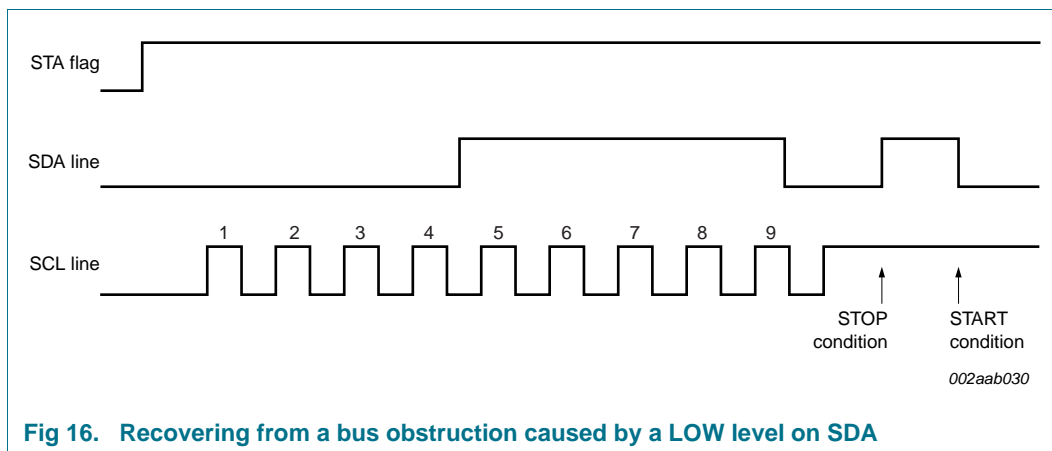 STA flag
SDA line
1 2 3 4 5 6 7 8 9
SCL line
STOP condition
START condition
002aab030
Fig 16. Recovering from a bus obstruction caused by a LOW level on SDA